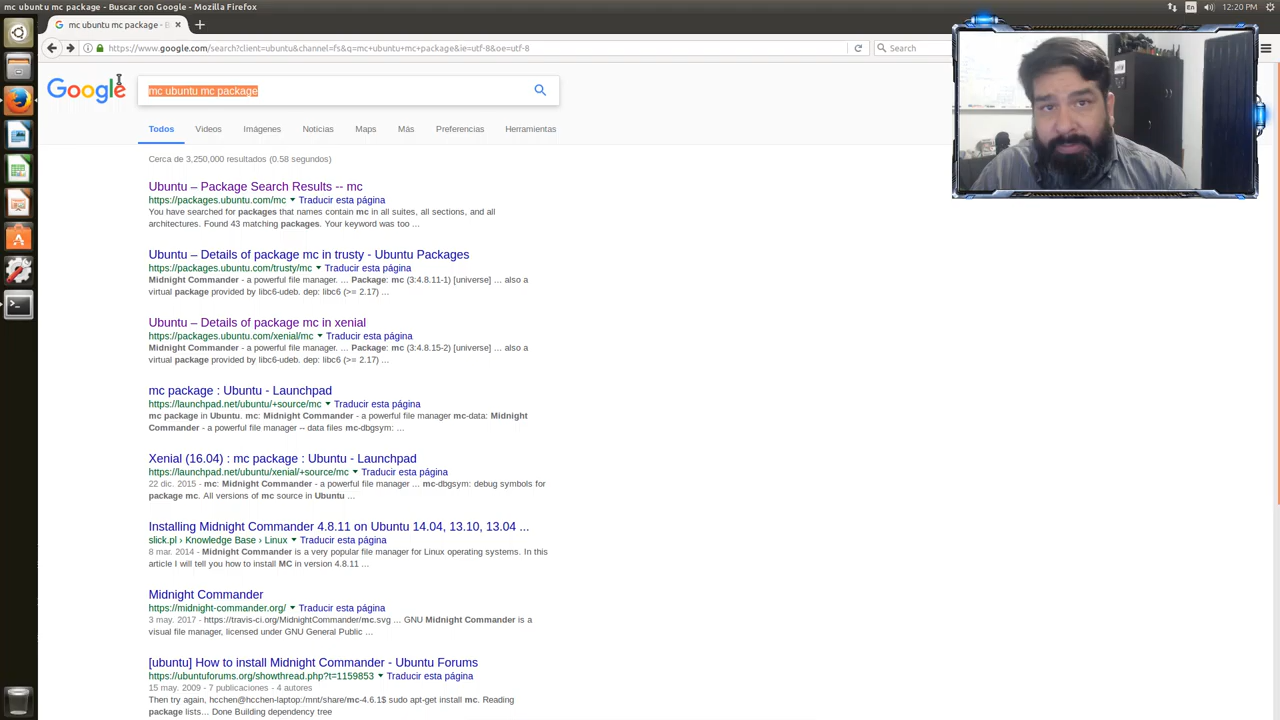 https://www.google.com/search?client=ubuntu&channel=fs&q=mc+ubuntu+mc+package&ie=utf-8&oe=utf-8
Search
Google
mc ubuntu mc package
Todos Videos Imágenes Noticias Maps Más Preferencias Herramientas
Cerca de 3,250,000 resultados (0.58 segundos)
Ubuntu – Package Search Results -- mc
https://packages.ubuntu.com/mc Traducir esta página
You have searched for packages that names contain mc in all suites, all sections, and all
architectures. Found 43 matching packages. Your keyword was too ...
Ubuntu – Details of package mc in trusty - Ubuntu Packages
https://packages.ubuntu.com/trusty/mc Traducir esta página
Midnight Commander - a powerful file manager. ... Package: mc (3:4.8.11-1) [universe] ... also a
virtual package provided by libc6-udeb. dep: libc6 (>= 2.17) ...
Ubuntu – Details of package mc in xenial
https://packages.ubuntu.com/xenial/mc Traducir esta página
Midnight Commander - a powerful file manager. ... Package: mc (3:4.8.15-2) [universe] ... also a
virtual package provided by libc6-udeb. dep: libc6 (>= 2.17) ...
mc package : Ubuntu - Launchpad
https://launchpad.net/ubuntu/+source/mc Traducir esta página
mc package in Ubuntu. mc: Midnight Commander - a powerful file manager mc-data: Midnight
Commander - a powerful file manager -- data files mc-dbgsym: ...
Xenial (16.04) : mc package : Ubuntu - Launchpad
https://launchpad.net/ubuntu/xenial/+source/mc Traducir esta página
22 dic. 2015 - mc: Midnight Commander - a powerful file manager ... mc-dbgsym: debug symbols for
package mc. All versions of mc source in Ubuntu ...
Installing Midnight Commander 4.8.11 on Ubuntu 14.04, 13.10, 13.04 ...
slick.pl › Knowledge Base › Linux Traducir esta página
8 mar. 2014 - Midnight Commander is a very popular file manager for Linux operating systems. In this
article I will tell you how to install MC in version 4.8.11 ...
Midnight Commander
https://midnight-commander.org/ Traducir esta página
3 may. 2017 - https://travis-ci.org/MidnightCommander/mc.svg ... GNU Midnight Commander is a
visual file manager, licensed under GNU General Public ...
[ubuntu] How to install Midnight Commander - Ubuntu Forums
https://ubuntuforums.org/showthread.php?t=1159853 Traducir esta página
15 may. 2009 - 7 publicaciones - 4 autores
Then try again, hcchen@hcchen-laptop:/mnt/share/mc-4.6.1$ sudo apt-get install mc. Reading
package lists... Done Building dependency tree